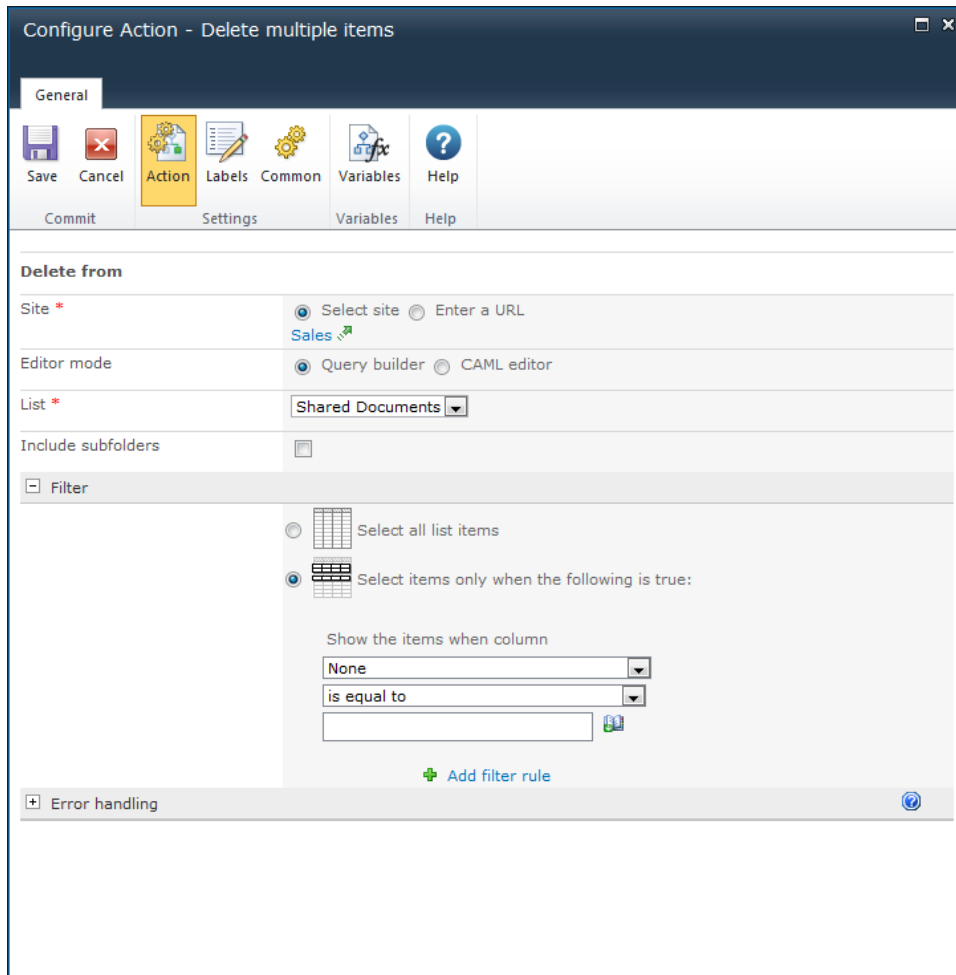 Configure Action - Delete multiple items
General
Save Cancel Action Labels Common Variables Help
Commit Settings Variables Help
Delete from
Site * Select site Enter a URL
Sales
Editor mode Query builder CAML editor
List * Shared Documents
Include subfolders
Filter
Select all list items
Select items only when the following is true:
Show the items when column
None
is equal to
Add filter rule
Error handling